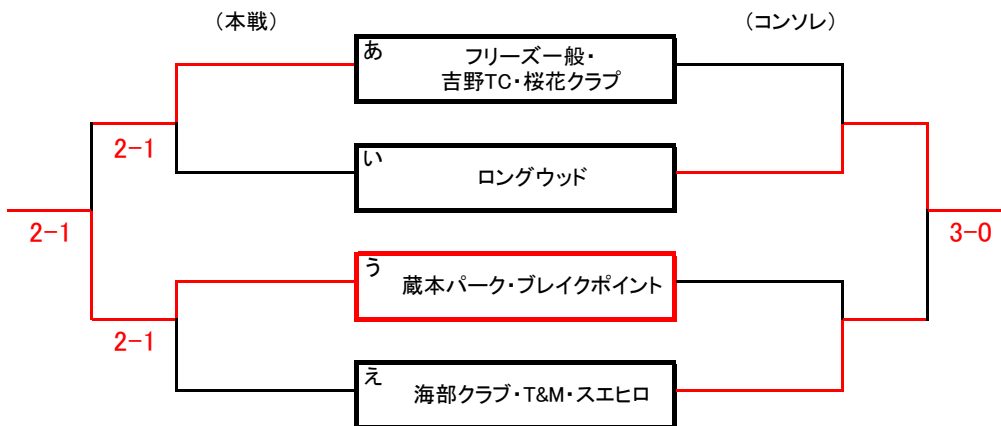 (本戦)
(コンソレ)
あ
フリーズ一般・
吉野TC・桜花クラブ
2-1
い
ロングウッド
2-1
3-0
う
蔵本パーク・ブレイクポイント
2-1
え
海部クラブ・T&M・スエヒロ